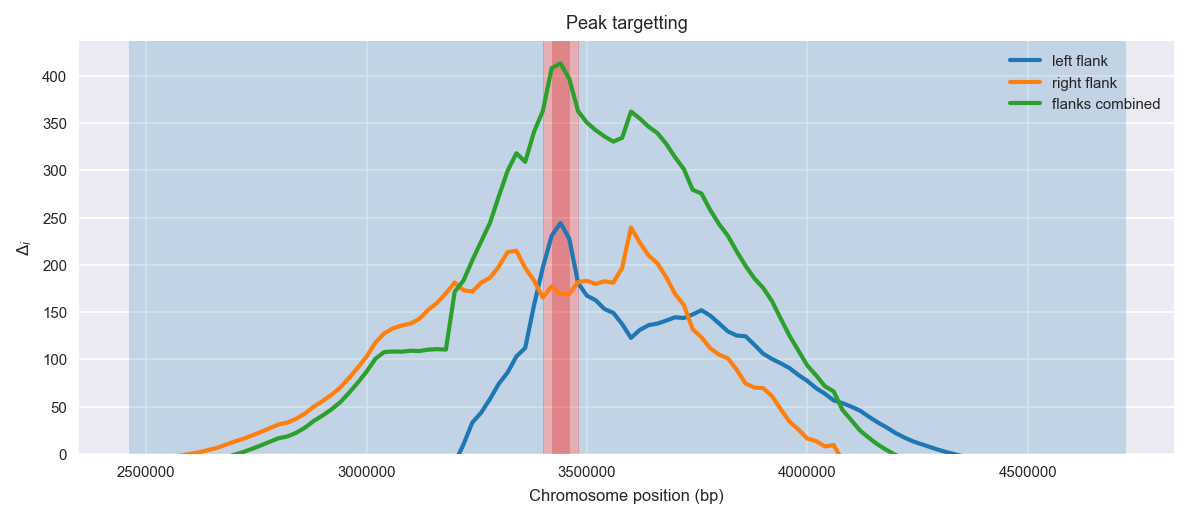 Peak targetting
left flank
right flank
flanks combined
400
350
300
250
200
150
100
50
0
Δi
2500000
3000000
3500000
4000000
4500000
Chromosome position (bp)